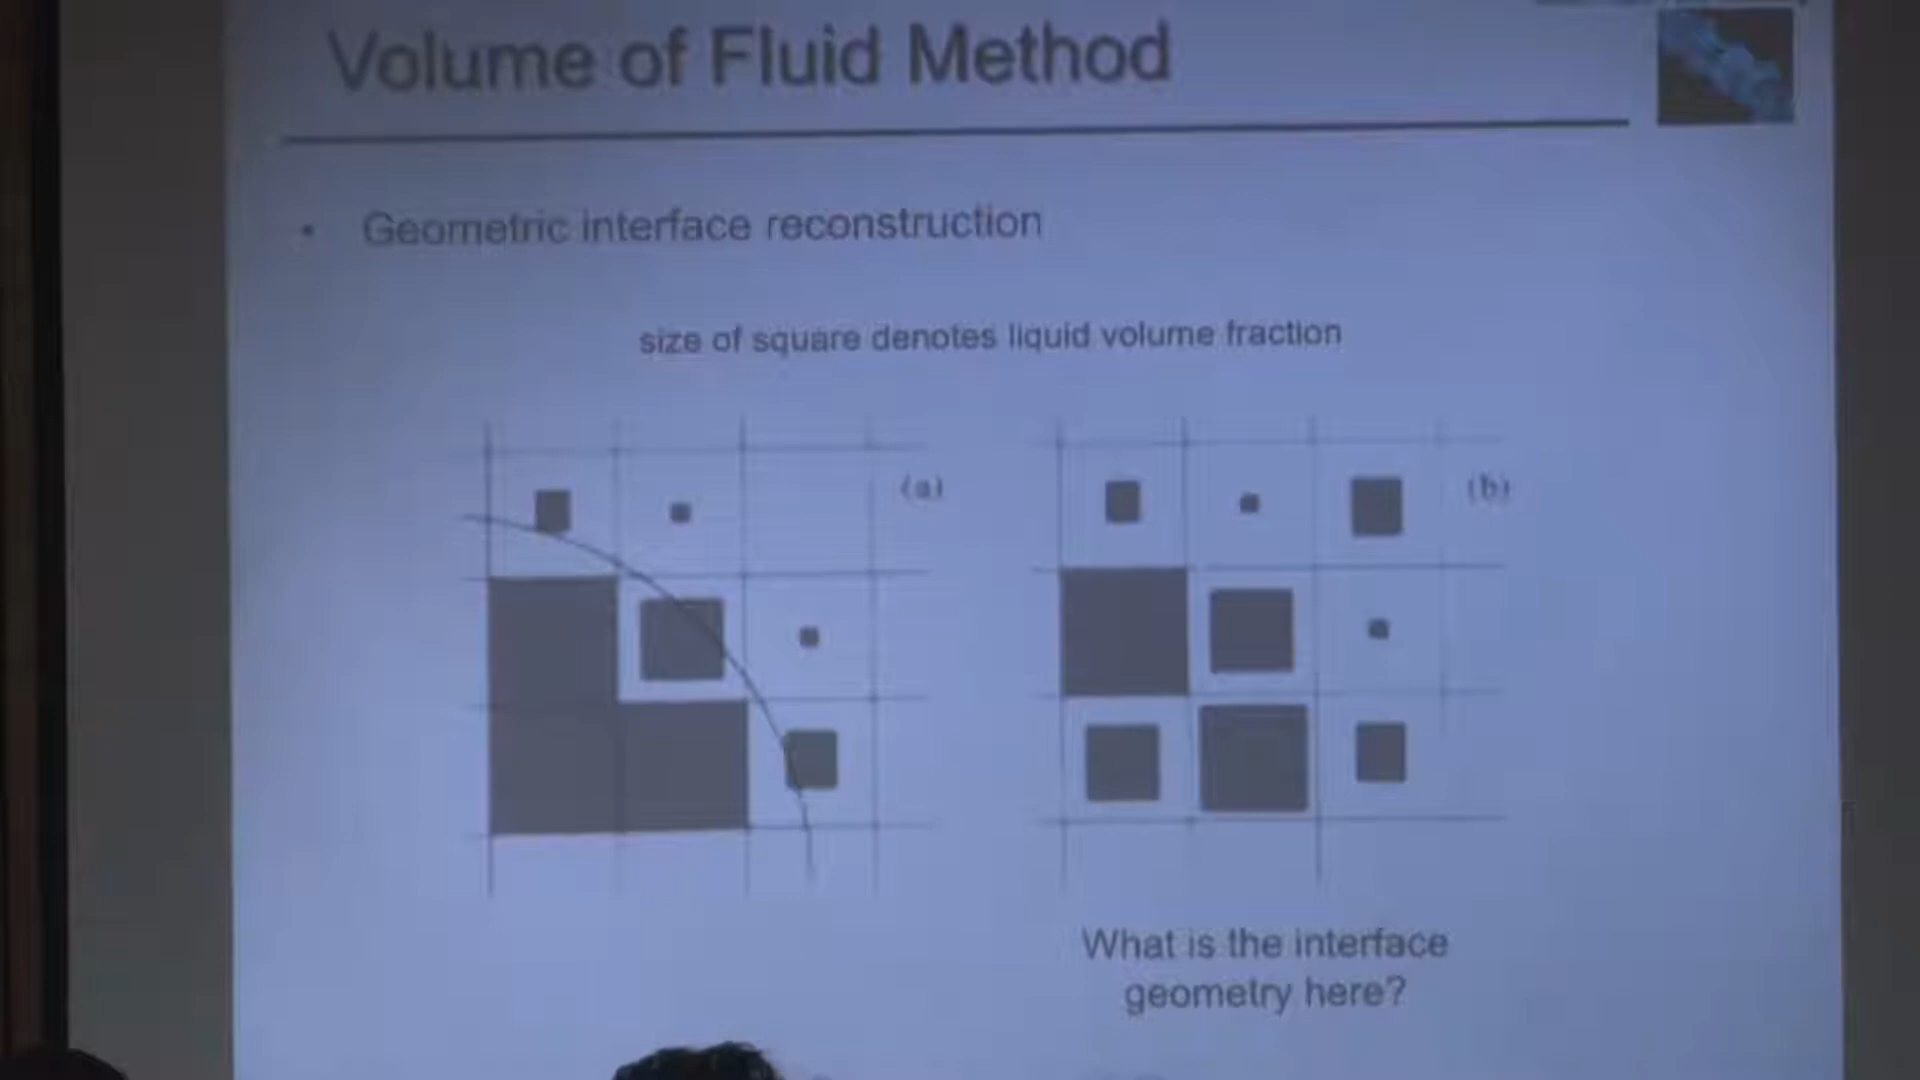 Volume of Fluid Method
• Geometric interface reconstruction
size of square denotes liquid volume fraction
(a)
(b)
What is the interface
geometry here?